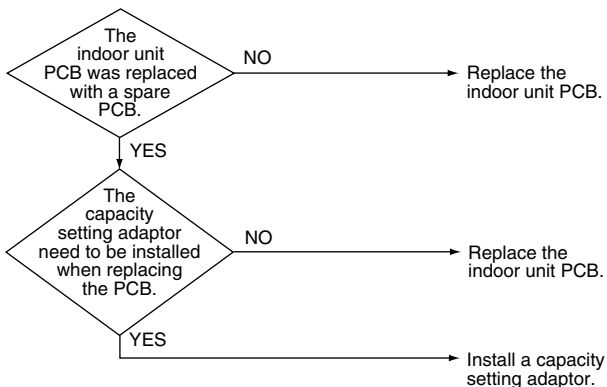 The
indoor unit
PCB was replaced
with a spare
PCB.
NO
Replace the
indoor unit PCB.
YES
The
capacity
setting adaptor
need to be installed
when replacing
the PCB.
NO
Replace the
indoor unit PCB.
YES
Install a capacity
setting adaptor.